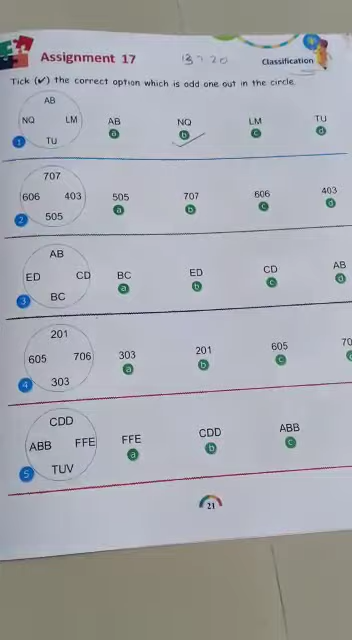 Assignment 17
13 > 20
Classification
Tick (✔) the correct option which is odd one out in the circle.
AB
NQ LM
TU
1
AB NQ LM TU
a b c d
707
606 403
505
2
505 707 606 403
a b c d
AB
ED CD
BC
3
BC ED CD AB
a b c d
201
605 706
303
4
303 201 605 70
a b c
CDD
ABB FFE
TUV
5
FFE CDD ABB
a b c
21